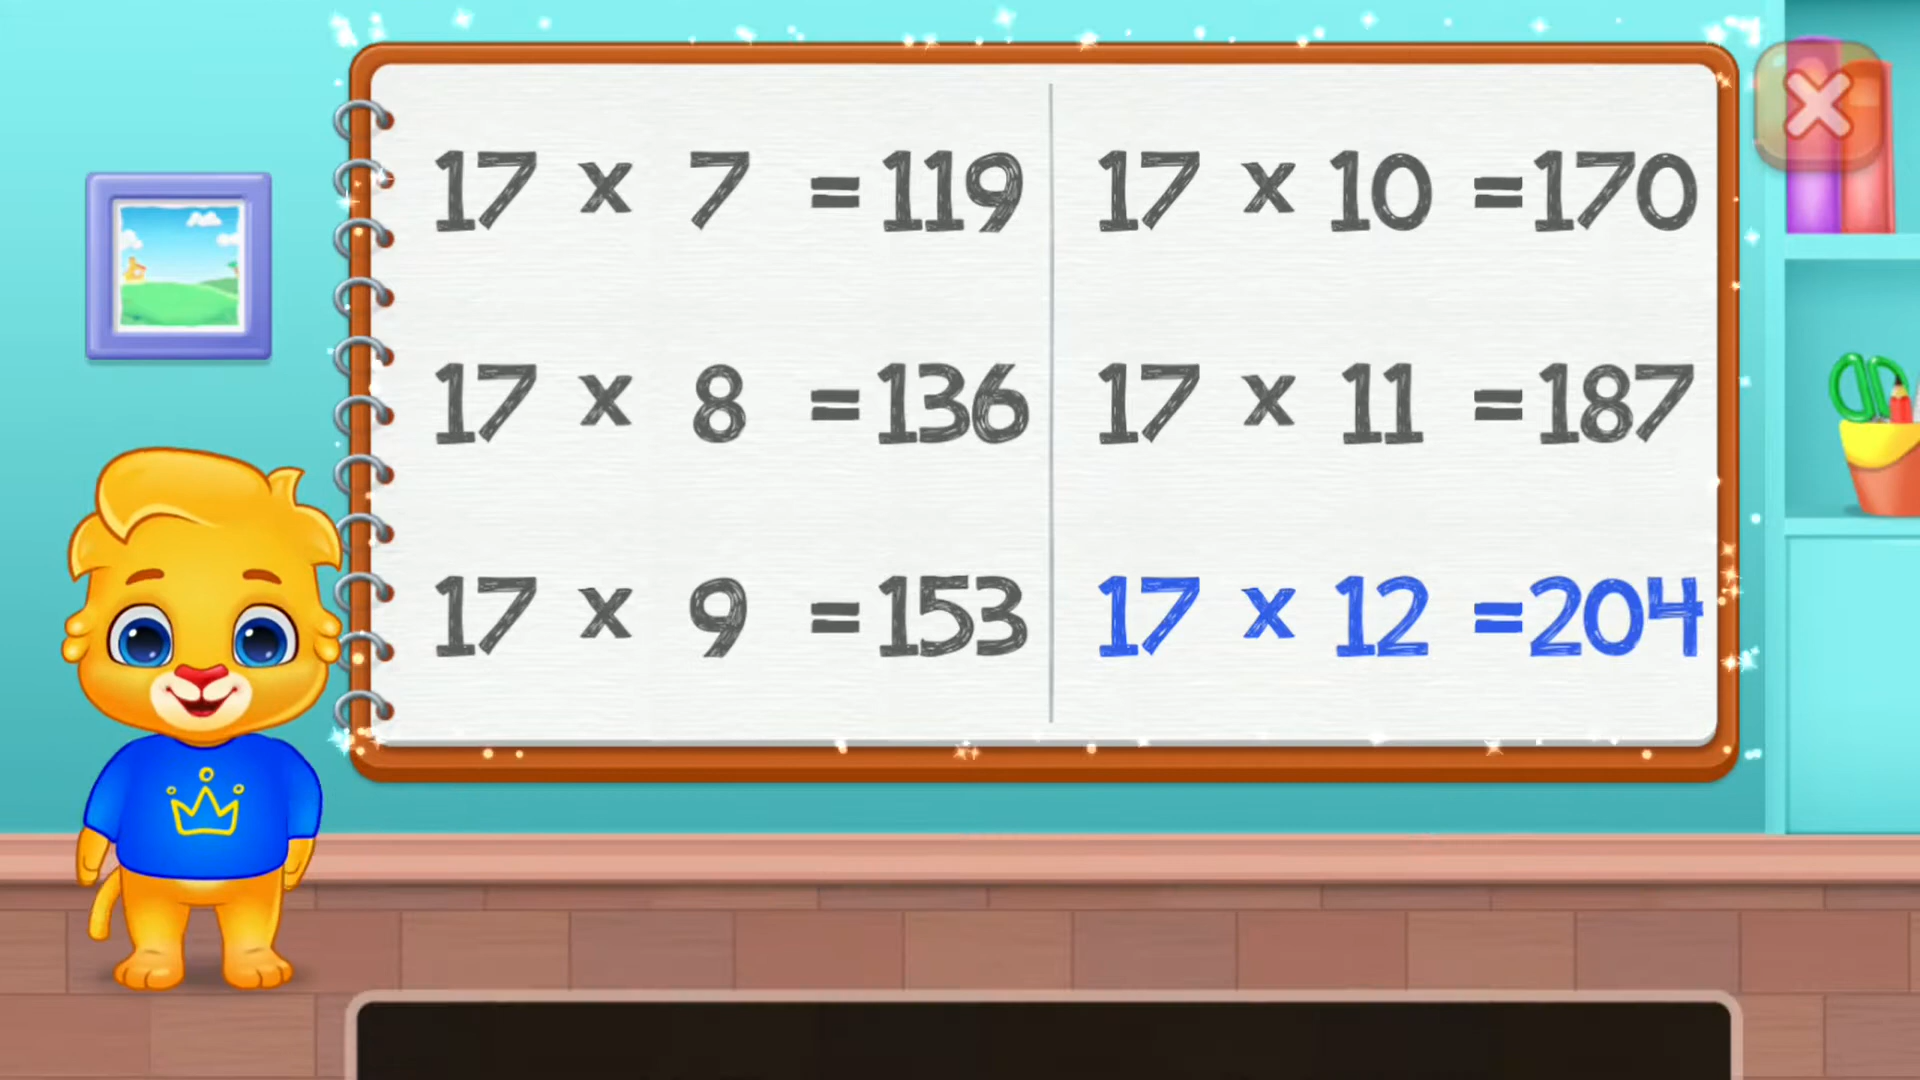 17 x 7 =119
17 x 8 =136
17 x 9 =153
17 x 10 =170
17 x 11 =187
17 x 12 =204